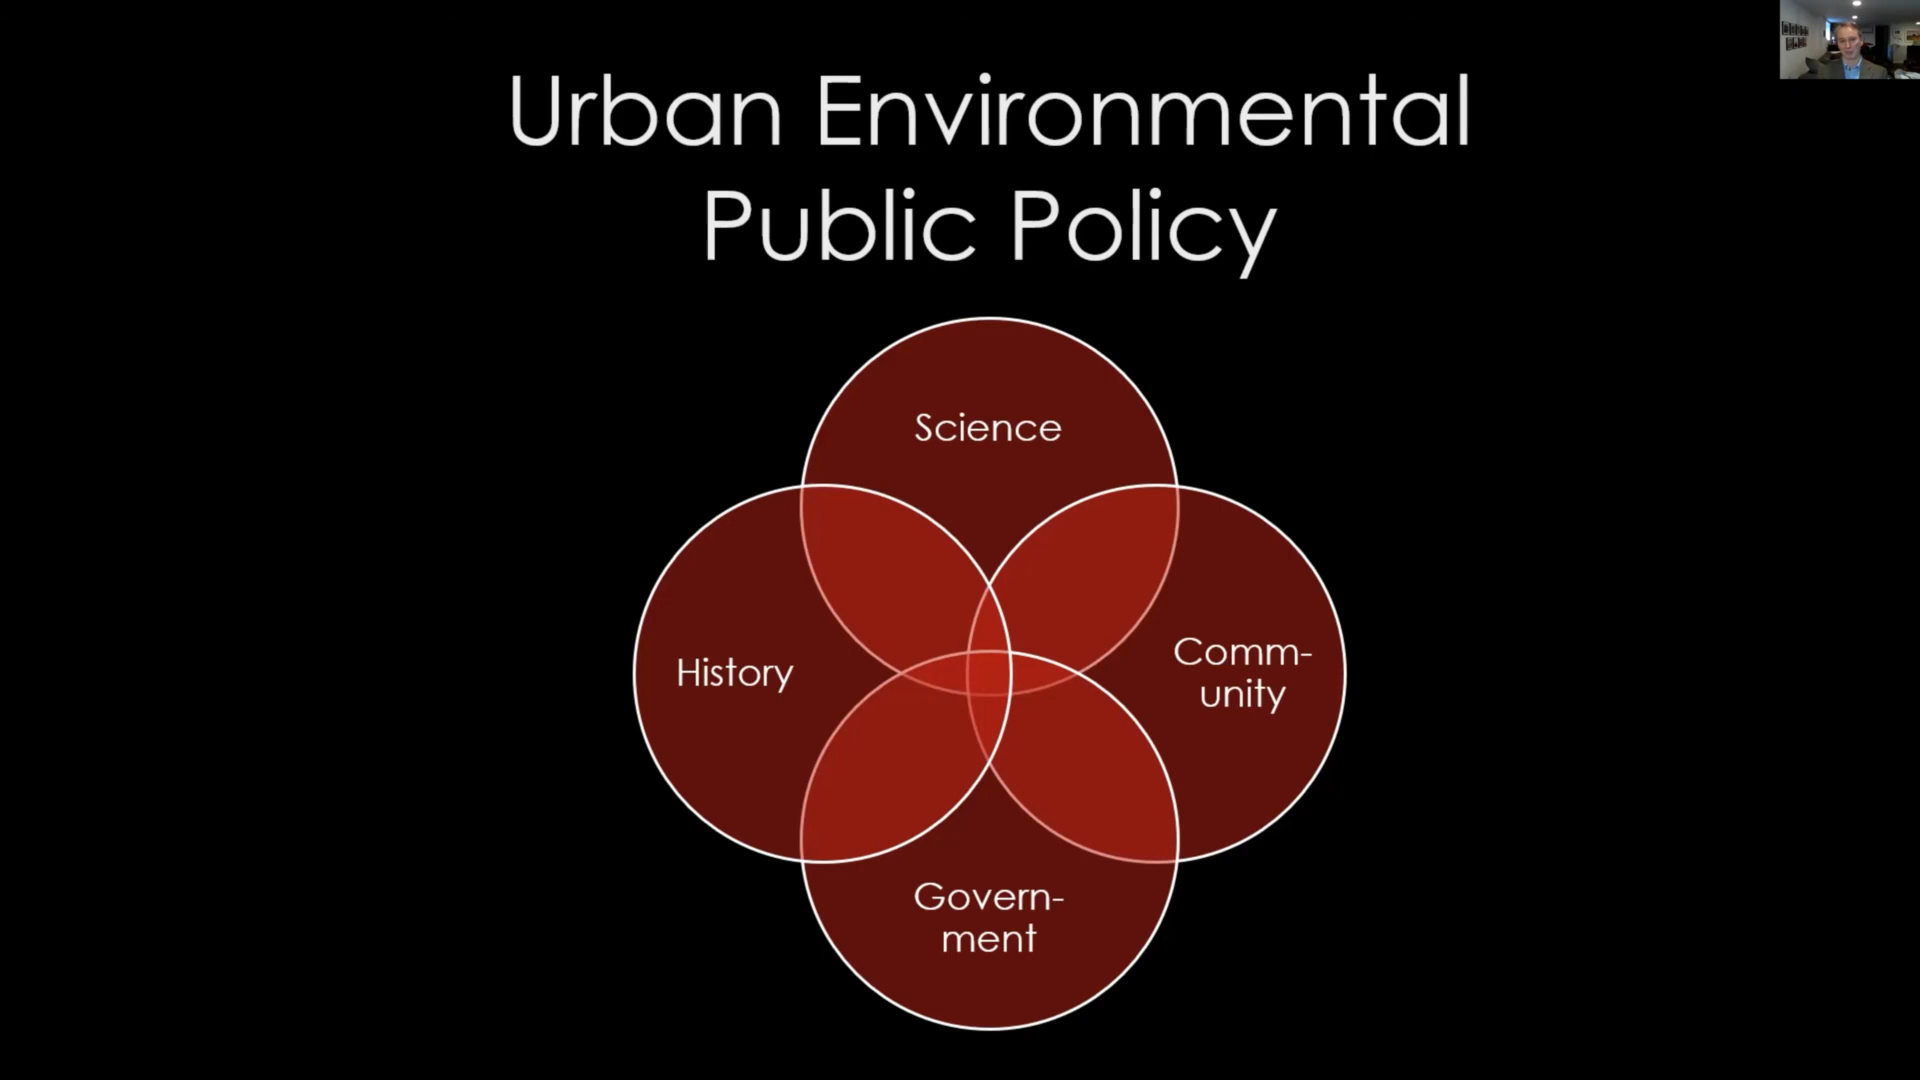 Urban Environmental
Public Policy
Science
History
Comm-
unity
Govern-
ment